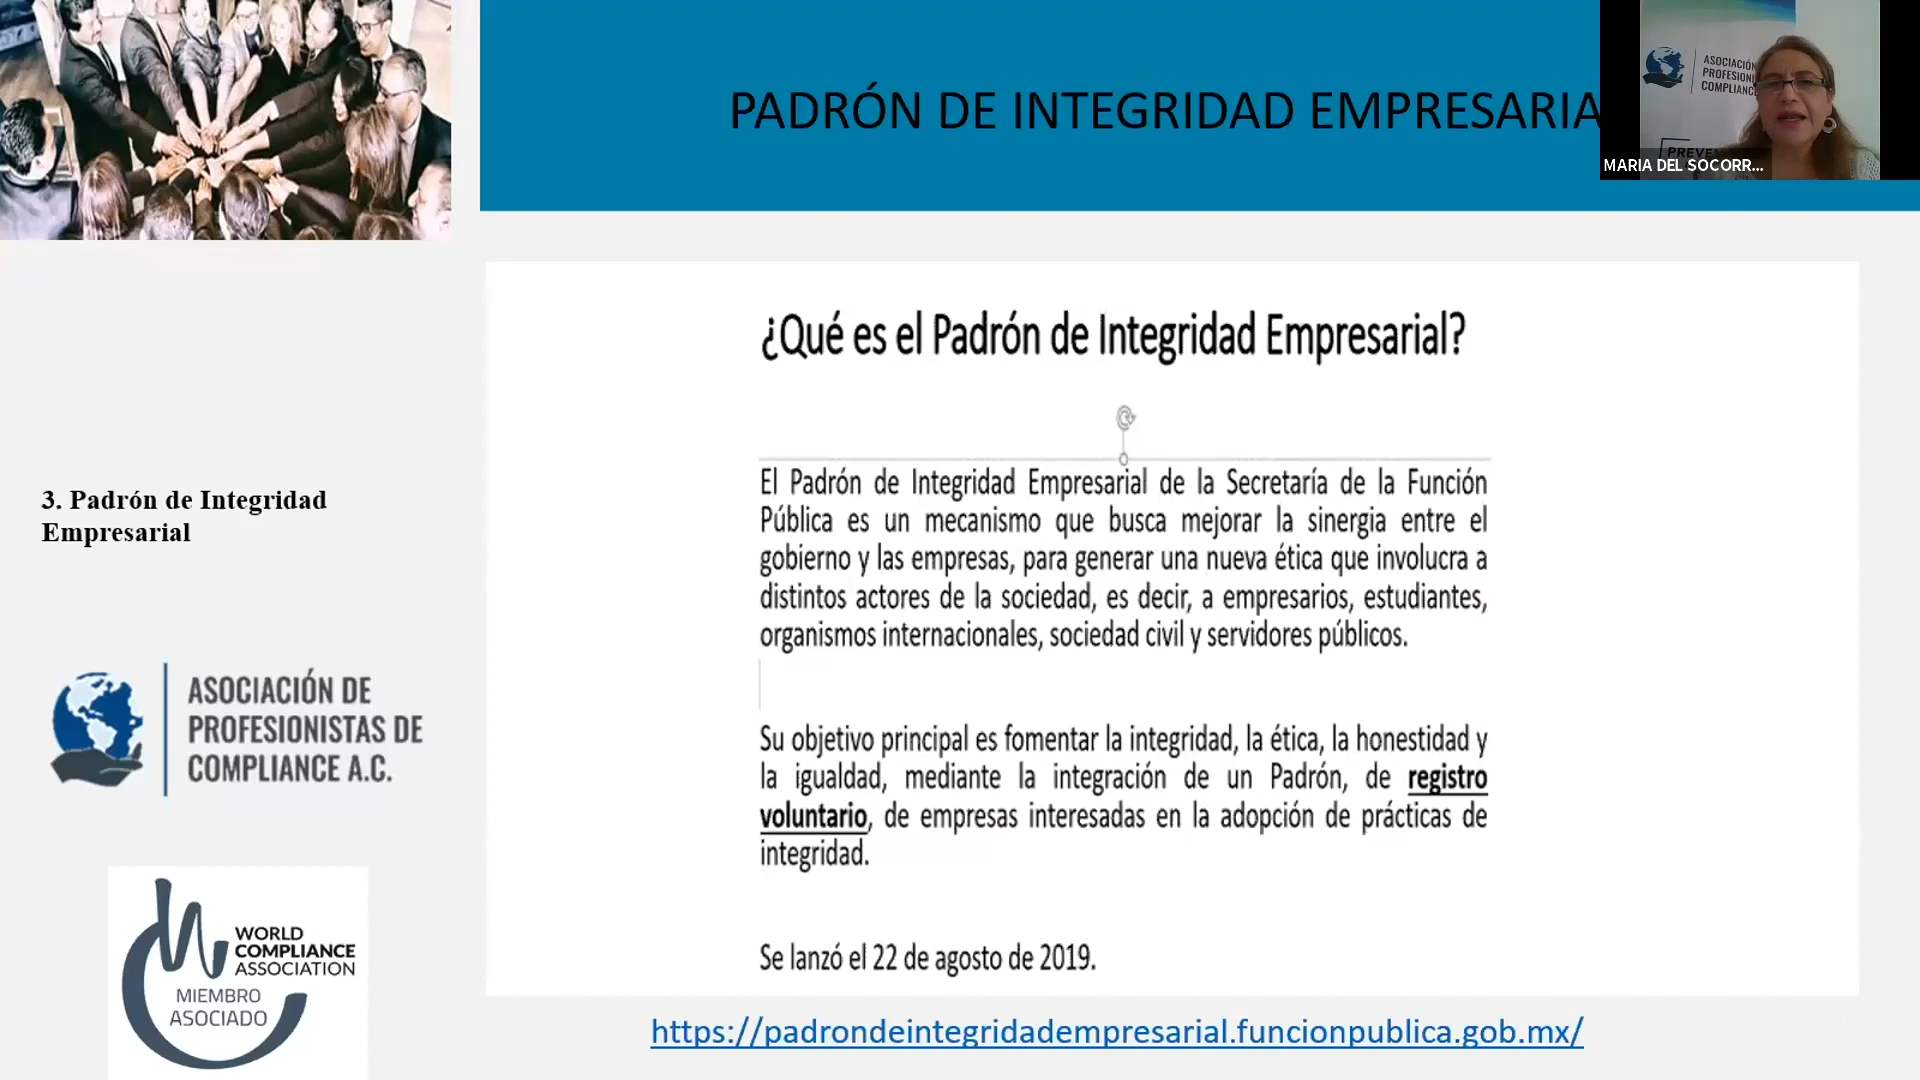 PADRÓN DE INTEGRIDAD EMPRESARIA
ASOCIACIÓN
PROFESION
COMPLIANCE
PREVEN
MARIA DEL SOCORR...
¿Qué es el Padrón de Integridad Empresarial?
El Padrón de Integridad Empresarial de la Secretaría de la Función
Pública es un mecanismo que busca mejorar la sinergia entre el
gobierno y las empresas, para generar una nueva ética que involucra a
distintos actores de la sociedad, es decir, a empresarios, estudiantes,
organismos internacionales, sociedad civil y servidores públicos.
Su objetivo principal es fomentar la integridad, la ética, la honestidad y
la igualdad, mediante la integración de un Padrón, de registro
voluntario, de empresas interesadas en la adopción de prácticas de
integridad.
Se lanzó el 22 de agosto de 2019.
https://padrondeintegridadempresarial.funcionpublica.gob.mx/
3. Padrón de Integridad
Empresarial
ASOCIACIÓN DE
PROFESIONISTAS DE
COMPLIANCE A.C.
WORLD
COMPLIANCE
ASSOCIATION
MIEMBRO
ASOCIADO